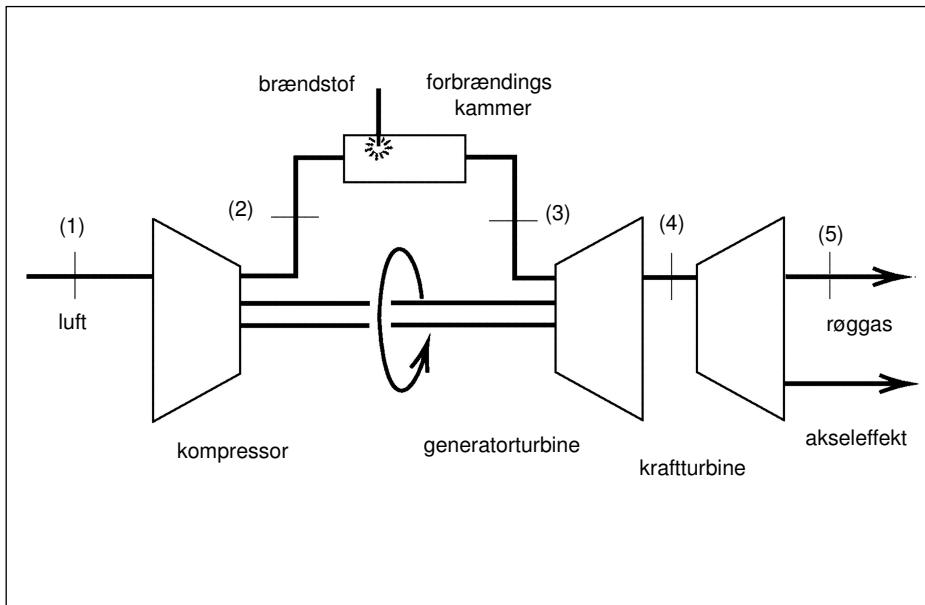 brændstof
forbrændings
kammer
(1)
(2)
(3)
(4)
(5)
luft
røggas
kompressor
generatorturbine
kraftturbine
akseleffekt